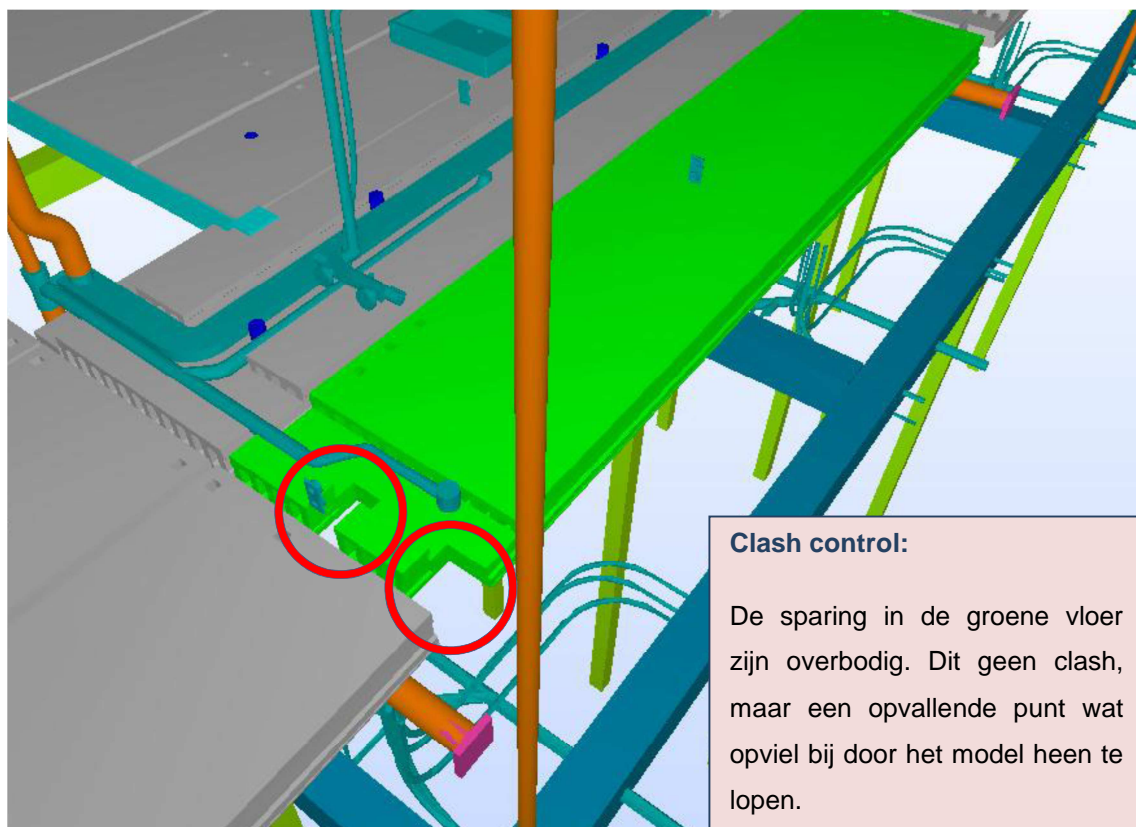 Clash control:
De sparing in de groene vloer
zijn overbodig. Dit geen clash,
maar een opvallende punt wat
opviel bij door het model heen te
lopen.